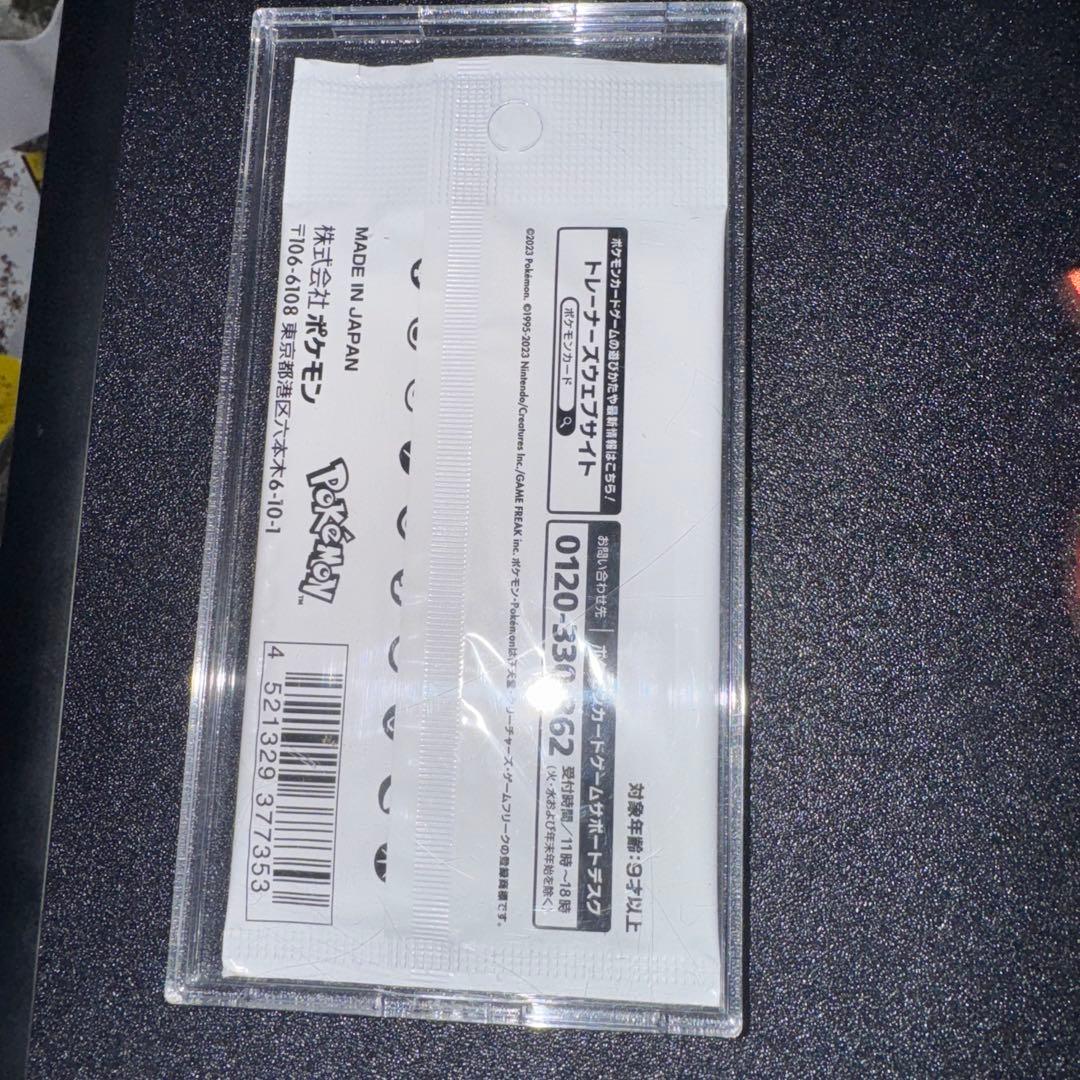 対象年齢：9才以上
ポケモンカードゲームの遊びかたや最新情報はこちら！
トレーナーズウェブサイト
ポケモンカード
お問い合わせ先 カードゲームサポートデスク
受付時間／11時～18時
（火・水および年末年始を除く）
©2023 Pokémon. ©1995-2023 Nintendo/Creatures Inc./GAME FREAK inc. ポケモン・Pokémonは リーチャーズ・ゲームフリークの登録商標です。
MADE IN JAPAN
株式会社 ポケモン
〒106-6108 東京都港区六本木6-10-1
POKéMON™
4 521329 377353